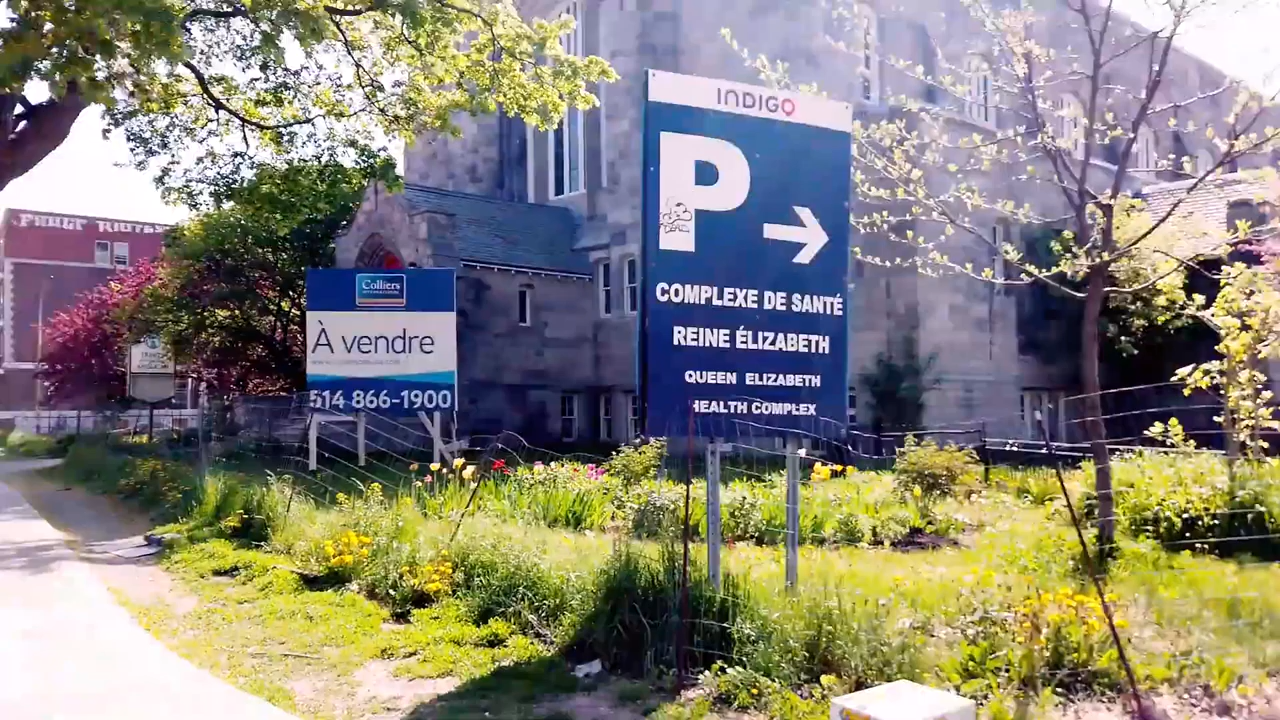 INDIGO
P
COMPLEXE DE SANTÉ
REINE ÉLIZABETH
QUEEN ELIZABETH
HEALTH COMPLEX
Colliers
À vendre
514 866-1900